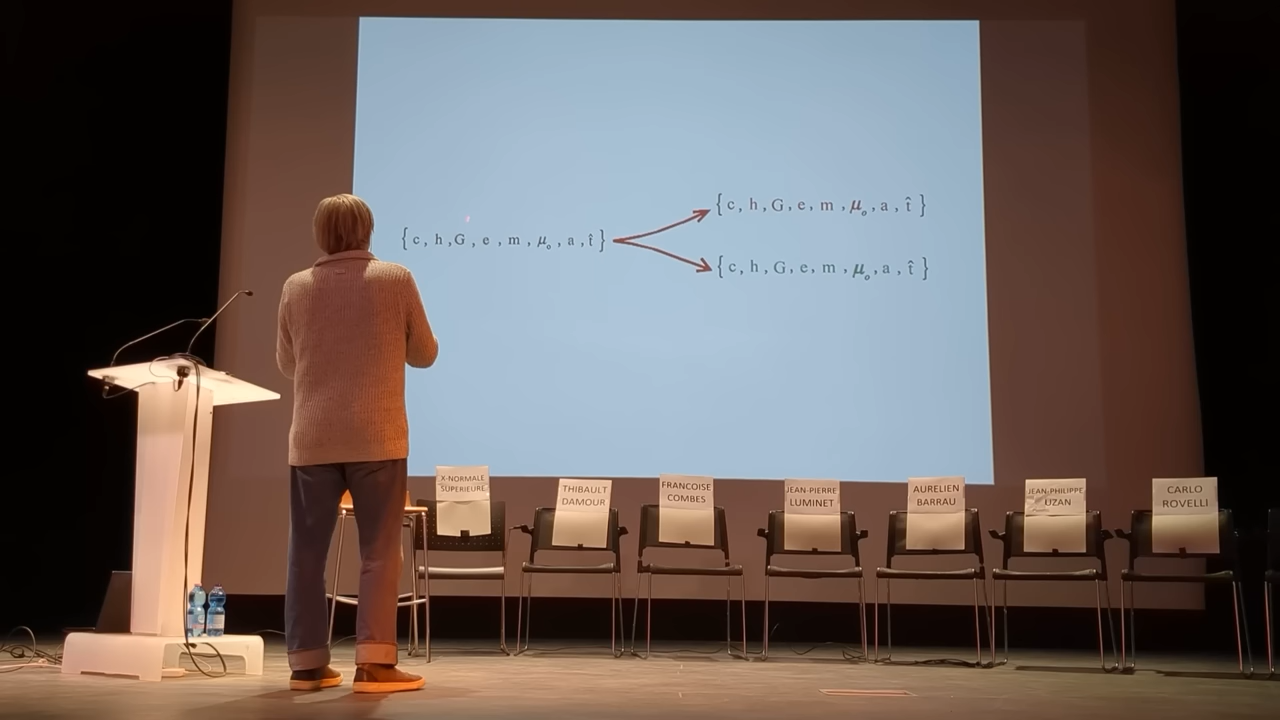 { c , h , G , e , m , μₒ , a , t̂ }
{ c , h , G , e , m , μₒ , a , t̂ }
{ c , h , G , e , m , μₒ , a , t̂ }
X-NORMALE
SUPERIEURE
THIBAULT
DAMOUR
FRANCOISE
COMBES
JEAN-PIERRE
LUMINET
AURELIEN
BARRAU
JEAN-PHILIPPE
UZAN
CARLO
ROVELLI